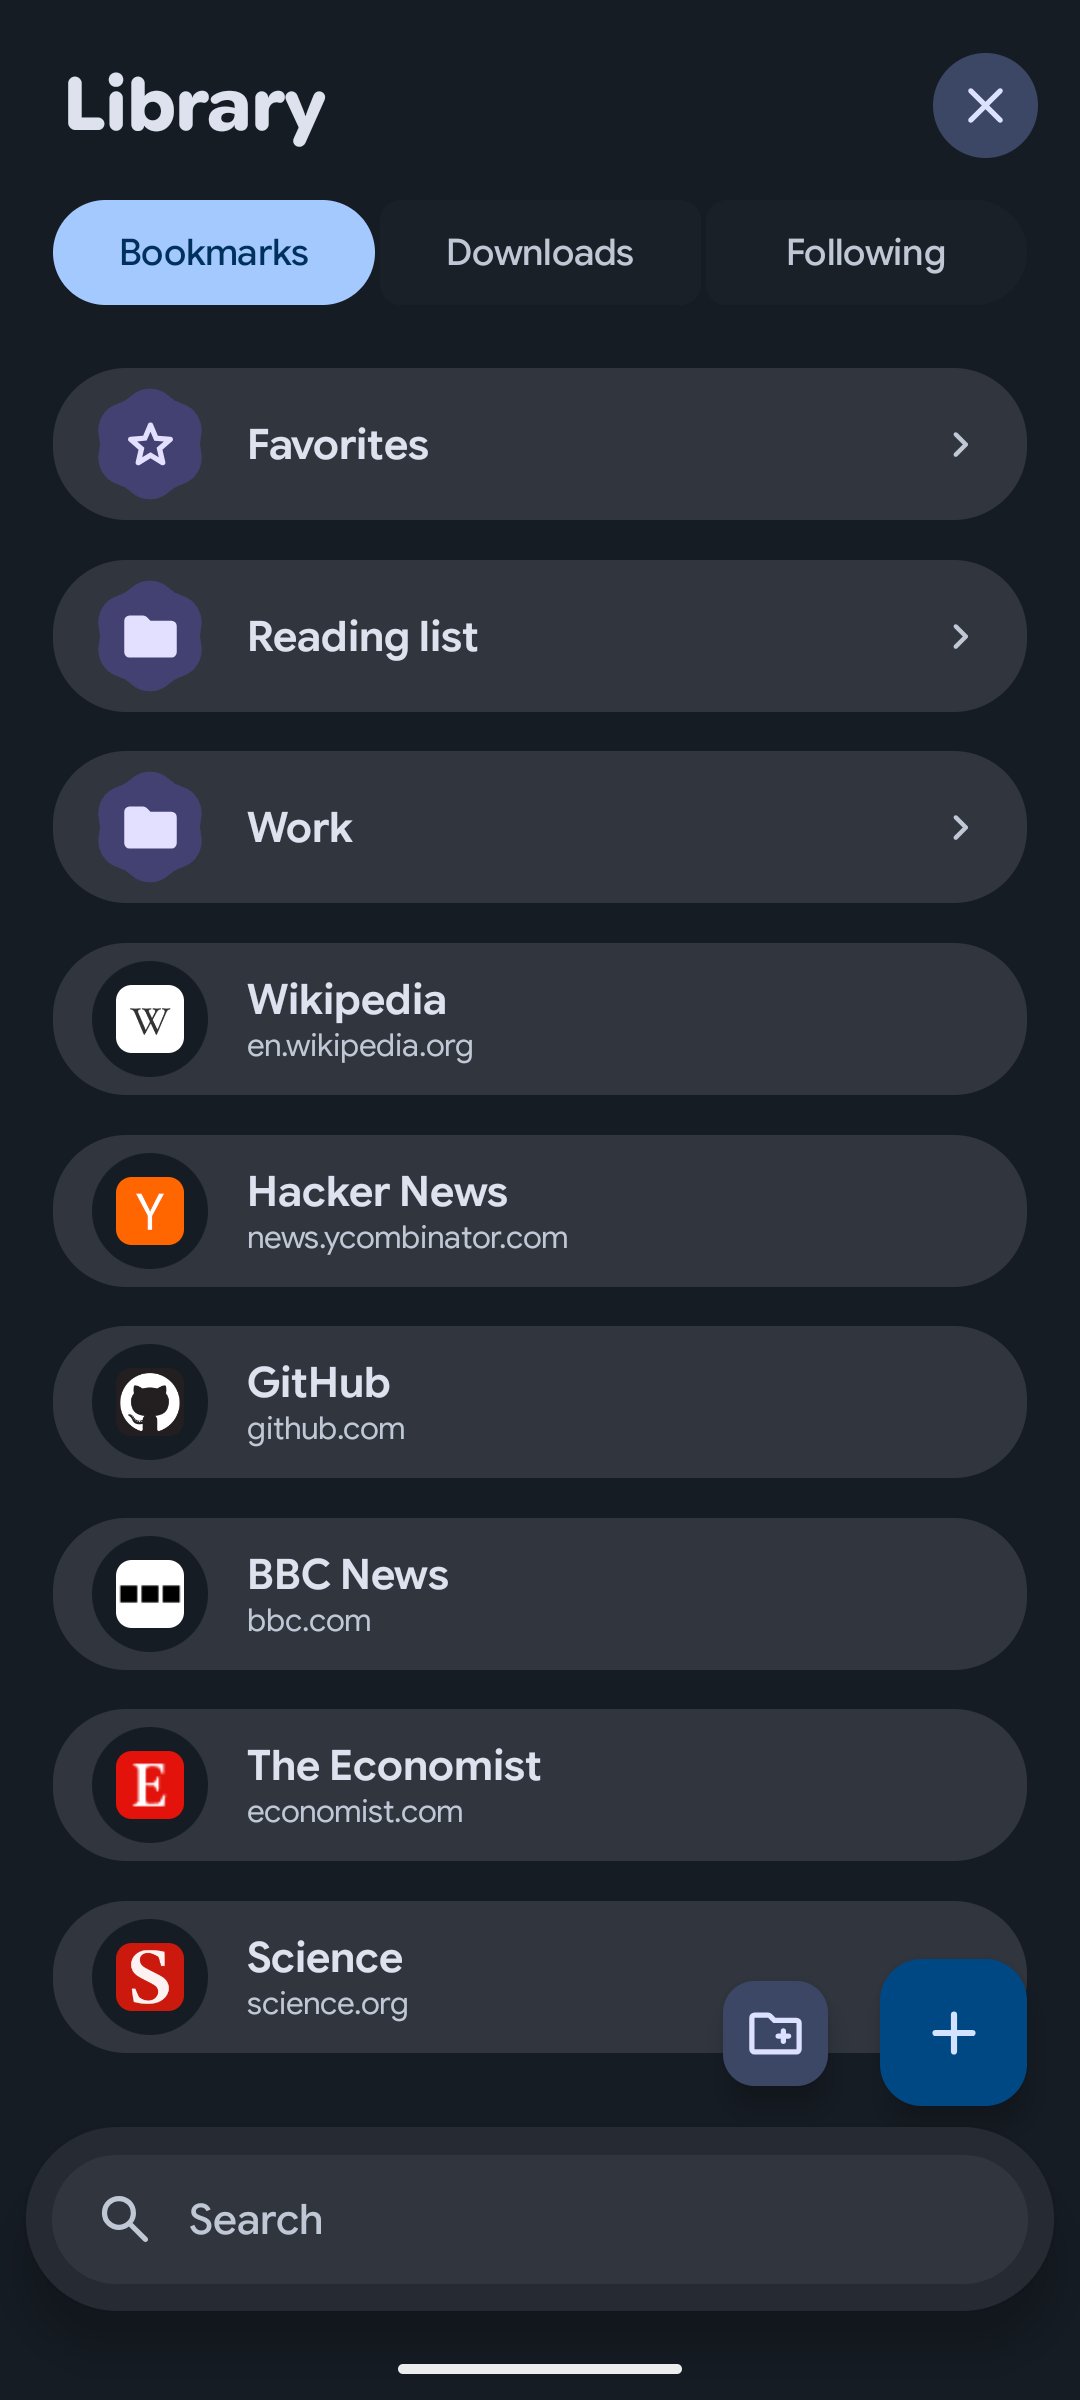 Library
Bookmarks
Downloads
Following
Favorites
Reading list
Work
W
Wikipedia
en.wikipedia.org
Y
Hacker News
news.ycombinator.com
GitHub
github.com
BBC News
bbc.com
E
The Economist
economist.com
S
Science
science.org
Search